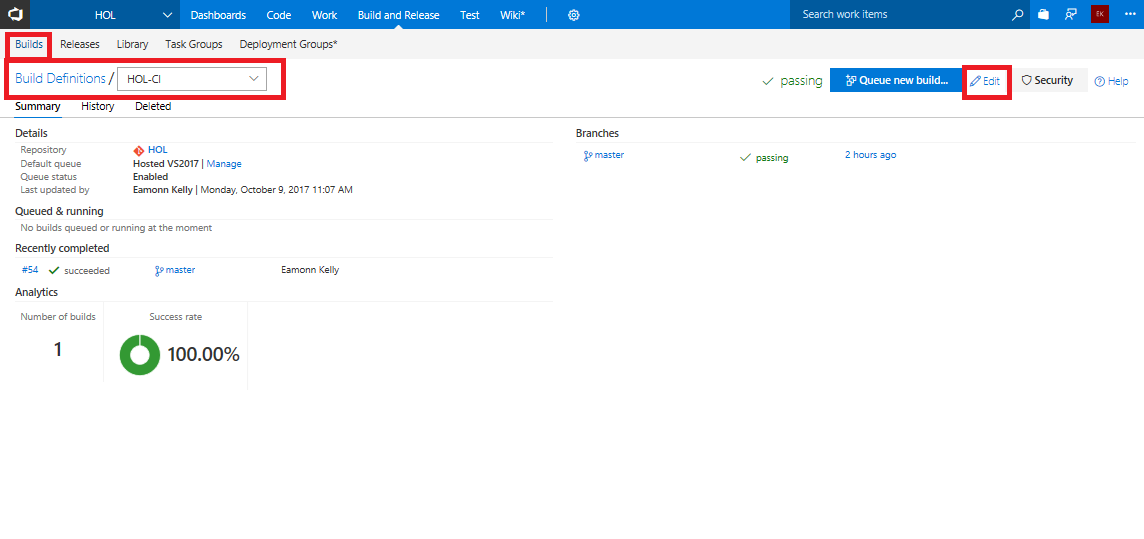 HOL Dashboards Code Work Build and Release Test Wiki* Search work items EK
Builds Releases Library Task Groups Deployment Groups*
Build Definitions / HOL-CI passing Queue new build... Edit Security Help
Summary History Deleted
Details
Repository HOL
Default queue Hosted VS2017 | Manage
Queue status Enabled
Last updated by Eamonn Kelly | Monday, October 9, 2017 11:07 AM
Queued & running
No builds queued or running at the moment
Recently completed
#54 succeeded master Eamonn Kelly
Analytics
Number of builds Success rate
1 100.00%
Branches
master passing 2 hours ago